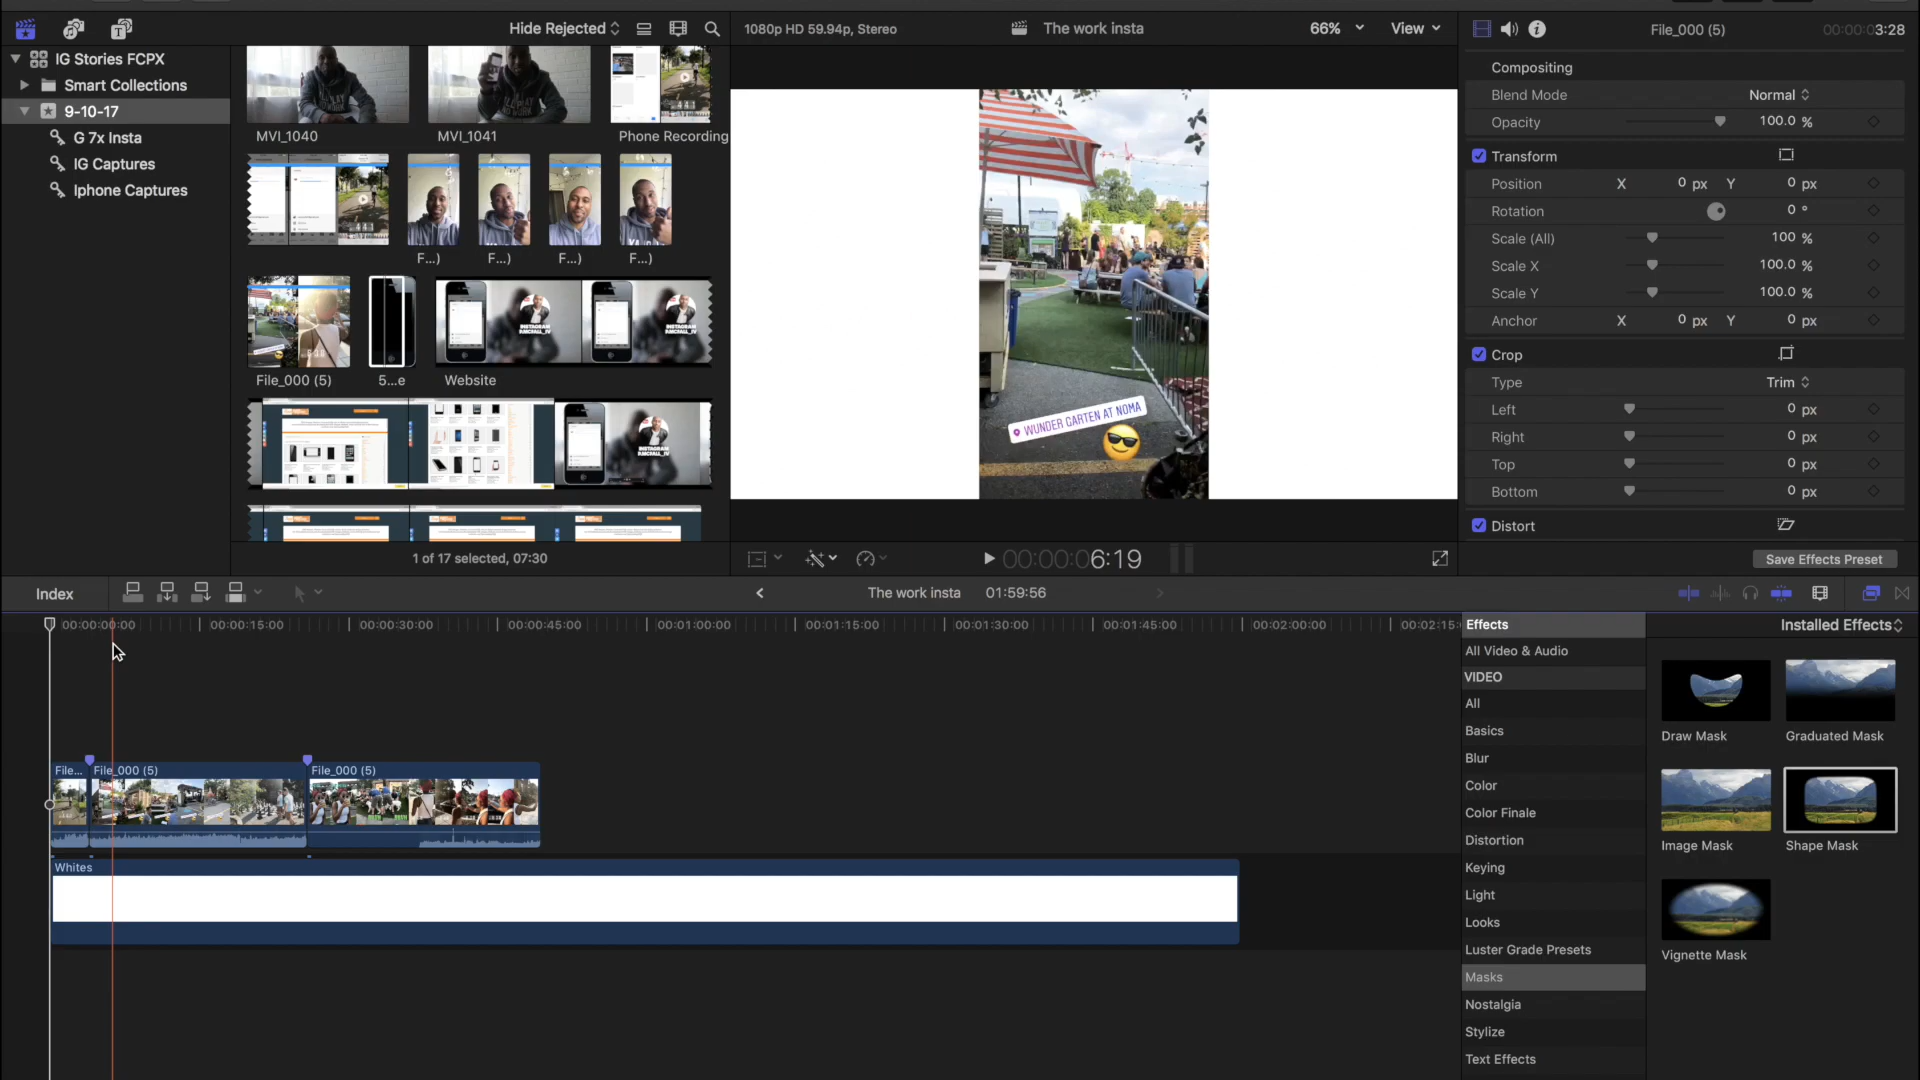 Hide Rejected
1080p HD 59.94p, Stereo
The work insta
66%
View
File_000 (5)
00:00:03:28
IG Stories FCPX
Smart Collections
9-10-17
G 7x Insta
IG Captures
Iphone Captures
MVI_1040
MVI_1041
Phone Recording
F...)
F...)
F...)
F...)
File_000 (5)
5...e
Website
1 of 17 selected, 07:30
WUNDER GARTEN AT NOMA
00:00:06:19
Compositing
Blend Mode
Normal
Opacity
100.0 %
Transform
Position
X
0 px
Y
0 px
Rotation
0 °
Scale (All)
100 %
Scale X
100.0 %
Scale Y
100.0 %
Anchor
X
0 px
Y
0 px
Crop
Type
Trim
Left
0 px
Right
0 px
Top
0 px
Bottom
0 px
Distort
Save Effects Preset
Index
The work insta
01:59:56
00:00:00:00
00:00:15:00
00:00:30:00
00:00:45:00
00:01:00:00
00:01:15:00
00:01:30:00
00:01:45:00
00:02:00:00
00:02:15:
File...
File_000 (5)
File_000 (5)
Whites
Effects
Installed Effects
All Video & Audio
VIDEO
All
Basics
Blur
Color
Color Finale
Distortion
Keying
Light
Looks
Luster Grade Presets
Masks
Nostalgia
Stylize
Text Effects
Draw Mask
Graduated Mask
Image Mask
Shape Mask
Vignette Mask